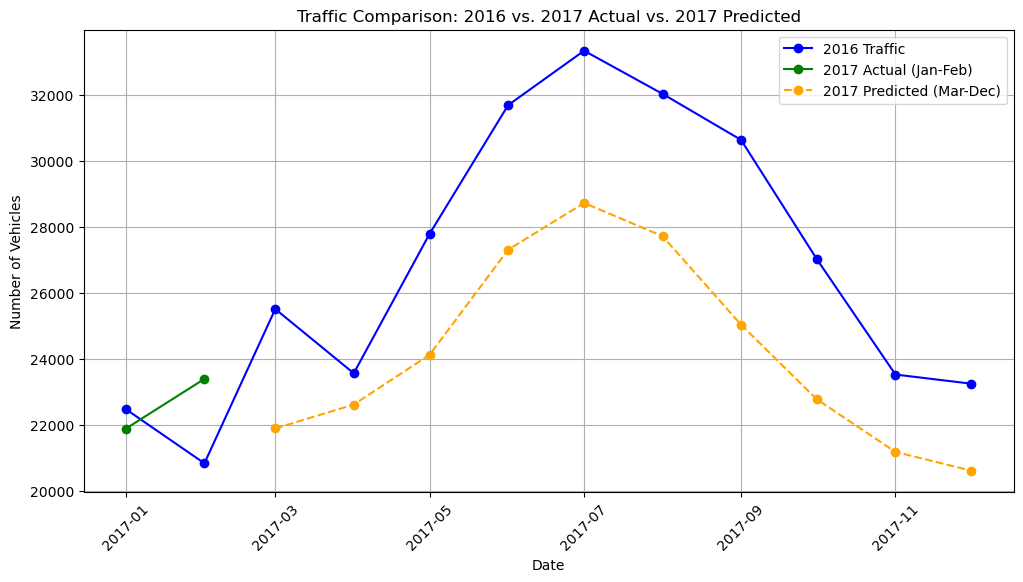 Traffic Comparison: 2016 vs. 2017 Actual vs. 2017 Predicted
2016 Traffic
2017 Actual (Jan-Feb)
2017 Predicted (Mar-Dec)
Number of Vehicles
32000
30000
28000
26000
24000
22000
20000
2017-01
2017-03
2017-05
2017-07
2017-09
2017-11
Date